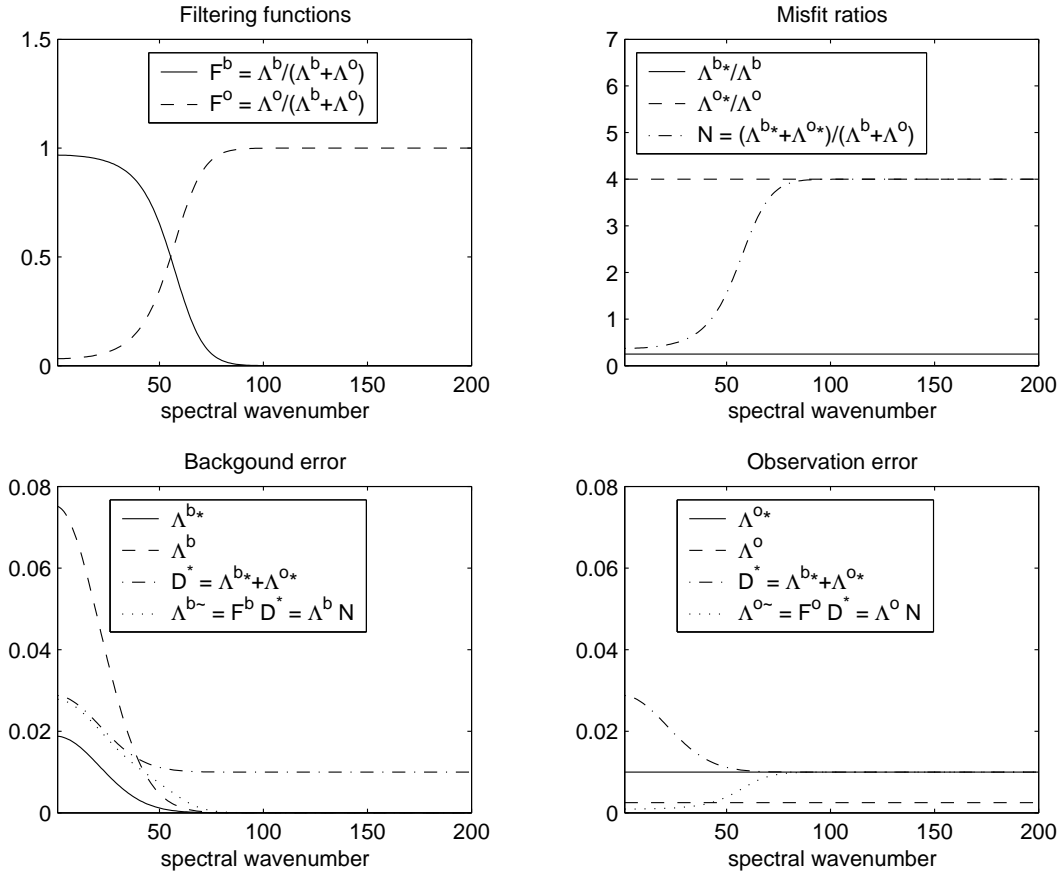 Filtering functions
1.5
1
0.5
0
F^b = Λ^b/(Λ^b+Λ^o)
F^o = Λ^o/(Λ^b+Λ^o)
50 100 150 200
spectral wavenumber
Misfit ratios
7
6
5
4
3
2
1
0
Λ^b*/Λ^b
Λ^o*/Λ^o
N = (Λ^b*+Λ^o*)/(Λ^b+Λ^o)
50 100 150 200
spectral wavenumber
Backgound error
0.08
0.06
0.04
0.02
0
Λ^b*
Λ^b
D^* = Λ^b*+Λ^o*
Λ^b~ = F^b D^* = Λ^b N
50 100 150 200
spectral wavenumber
Observation error
0.08
0.06
0.04
0.02
0
Λ^o*
Λ^o
D^* = Λ^b*+Λ^o*
Λ^o~ = F^o D^* = Λ^o N
50 100 150 200
spectral wavenumber